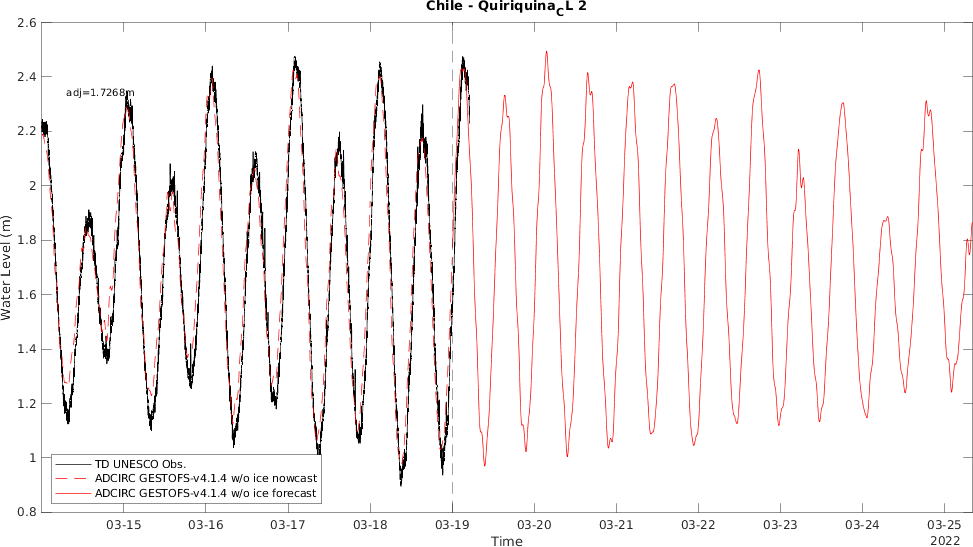 Chile - Quiriquina_CL 2
2.6
2.4
2.2
2
1.8
1.6
1.4
1.2
1
0.8
Water Level (m)
adj=1.7268m
TD UNESCO Obs.
ADCIRC GESTOFS-v4.1.4 w/o ice nowcast
ADCIRC GESTOFS-v4.1.4 w/o ice forecast
03-15 03-16 03-17 03-18 03-19 03-20 03-21 03-22 03-23 03-24 03-25
Time
2022